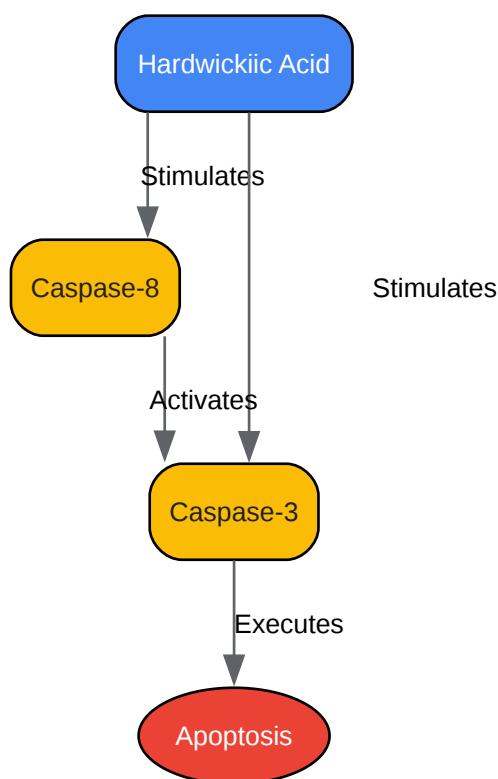 Hardwickiic Acid
Stimulates
Caspase-8
Stimulates
Activates
Caspase-3
Executes
Apoptosis